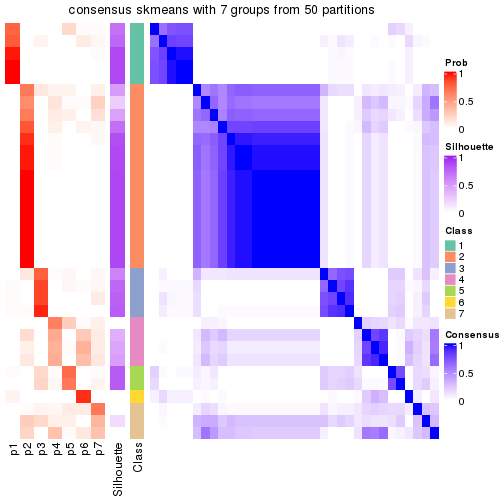 consensus skmeans with 7 groups from 50 partitions
Prob
1
0.5
0
Silhouette
1
0.5
0
Class
1
2
3
4
5
6
7
Consensus
1
0.5
0
p1
p2
p3
p4
p5
p6
p7
Silhouette
Class